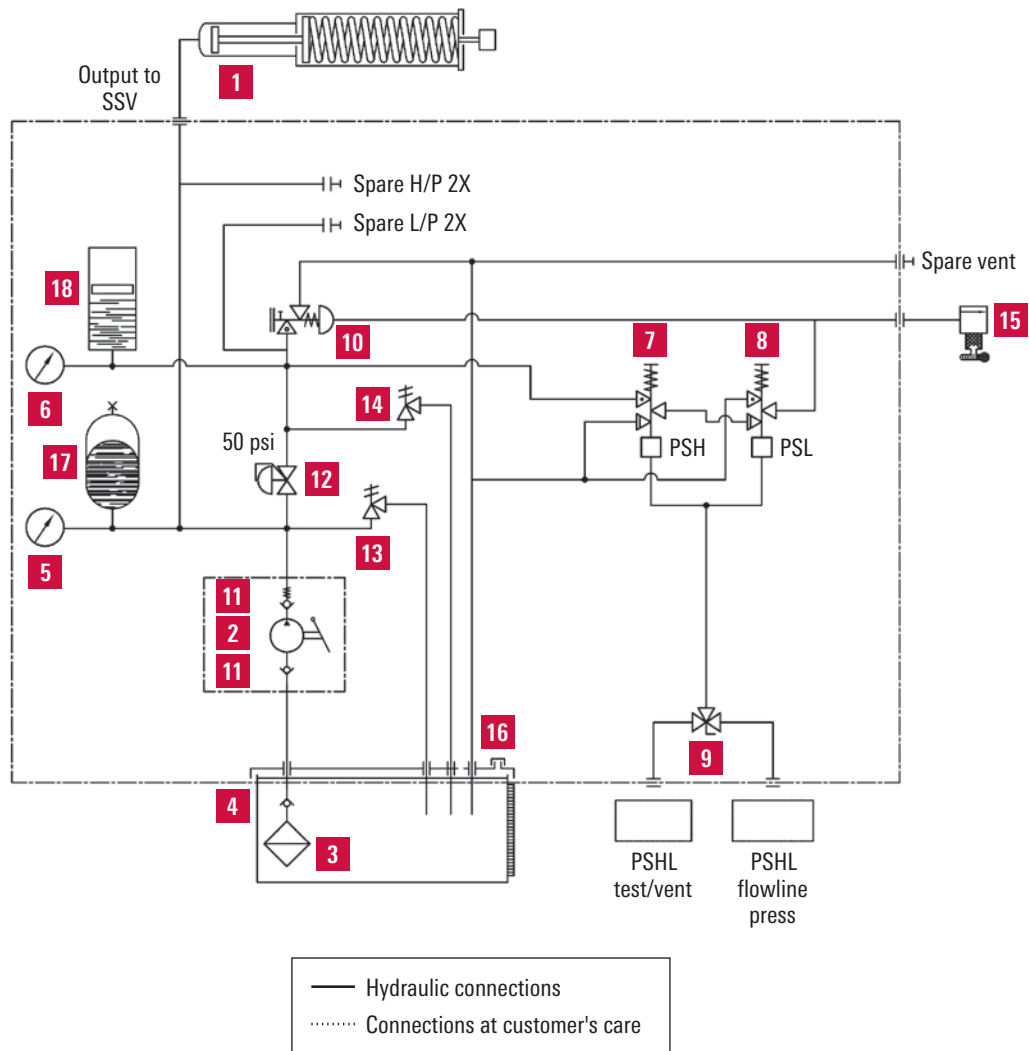 1
Output to
SSV
Spare H/P 2X
Spare L/P 2X
Spare vent
18
10
7
8
15
6
14
50 psi
PSH
PSL
17
12
5
13
11
2
11
16
9
4
3
PSHL
test/vent
PSHL
flowline
press
Hydraulic connections
Connections at customer's care